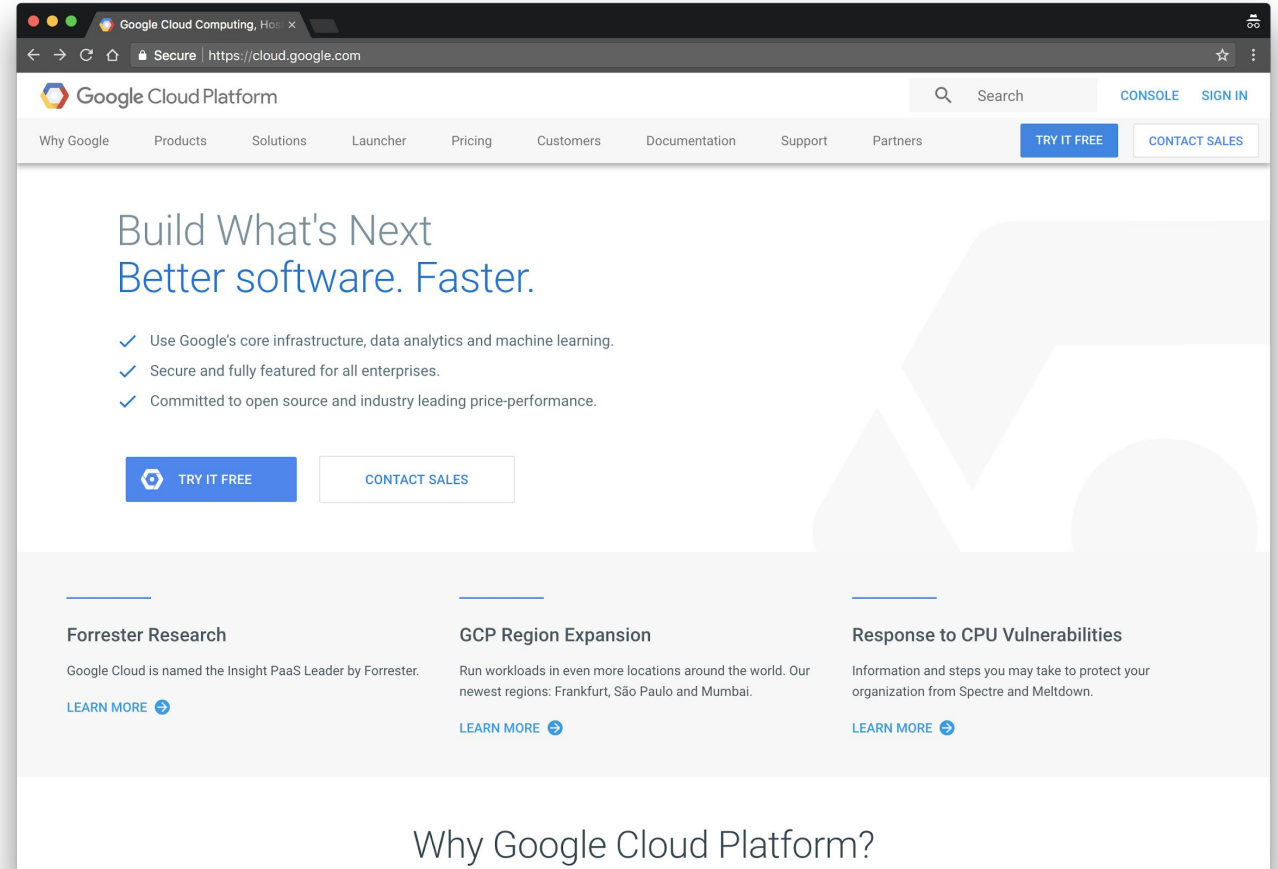 Google Cloud Computing, Hos
Secure https://cloud.google.com
Google Cloud Platform
Search
CONSOLE
SIGN IN
Why Google
Products
Solutions
Launcher
Pricing
Customers
Documentation
Support
Partners
TRY IT FREE
CONTACT SALES
Build What's Next
Better software. Faster.
Use Google's core infrastructure, data analytics and machine learning.
Secure and fully featured for all enterprises.
Committed to open source and industry leading price-performance.
TRY IT FREE
CONTACT SALES
Forrester Research
Google Cloud is named the Insight PaaS Leader by Forrester.
LEARN MORE
GCP Region Expansion
Run workloads in even more locations around the world. Our
newest regions: Frankfurt, São Paulo and Mumbai.
LEARN MORE
Response to CPU Vulnerabilities
Information and steps you may take to protect your
organization from Spectre and Meltdown.
LEARN MORE
Why Google Cloud Platform?